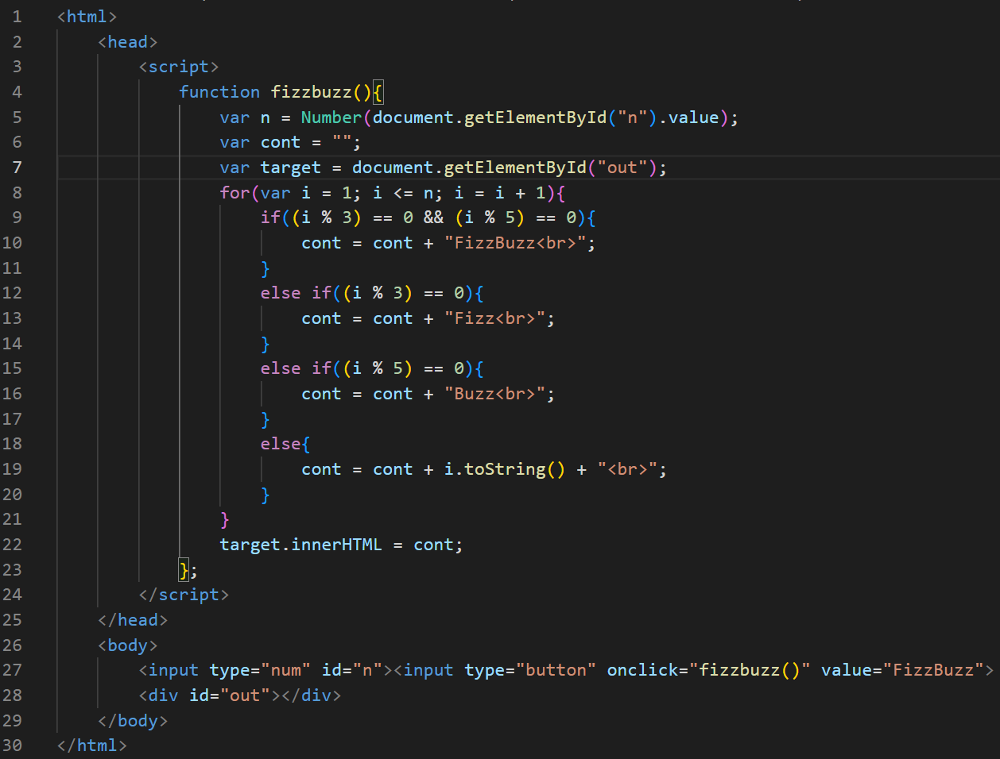 1 <html>
2 <head>
3 <script>
4 function fizzbuzz(){
5 var n = Number(document.getElementById("n").value);
6 var cont = "";
7 var target = document.getElementById("out");
8 for(var i = 1; i <= n; i = i + 1){
9 if((i % 3) == 0 && (i % 5) == 0){
10 cont = cont + "FizzBuzz<br>";
11 }
12 else if((i % 3) == 0){
13 cont = cont + "Fizz<br>";
14 }
15 else if((i % 5) == 0){
16 cont = cont + "Buzz<br>";
17 }
18 else{
19 cont = cont + i.toString() + "<br>";
20 }
21 }
22 target.innerHTML = cont;
23 };
24 </script>
25 </head>
26 <body>
27 <input type="num" id="n"><input type="button" onclick="fizzbuzz()" value="FizzBuzz">
28 <div id="out"></div>
29 </body>
30 </html>